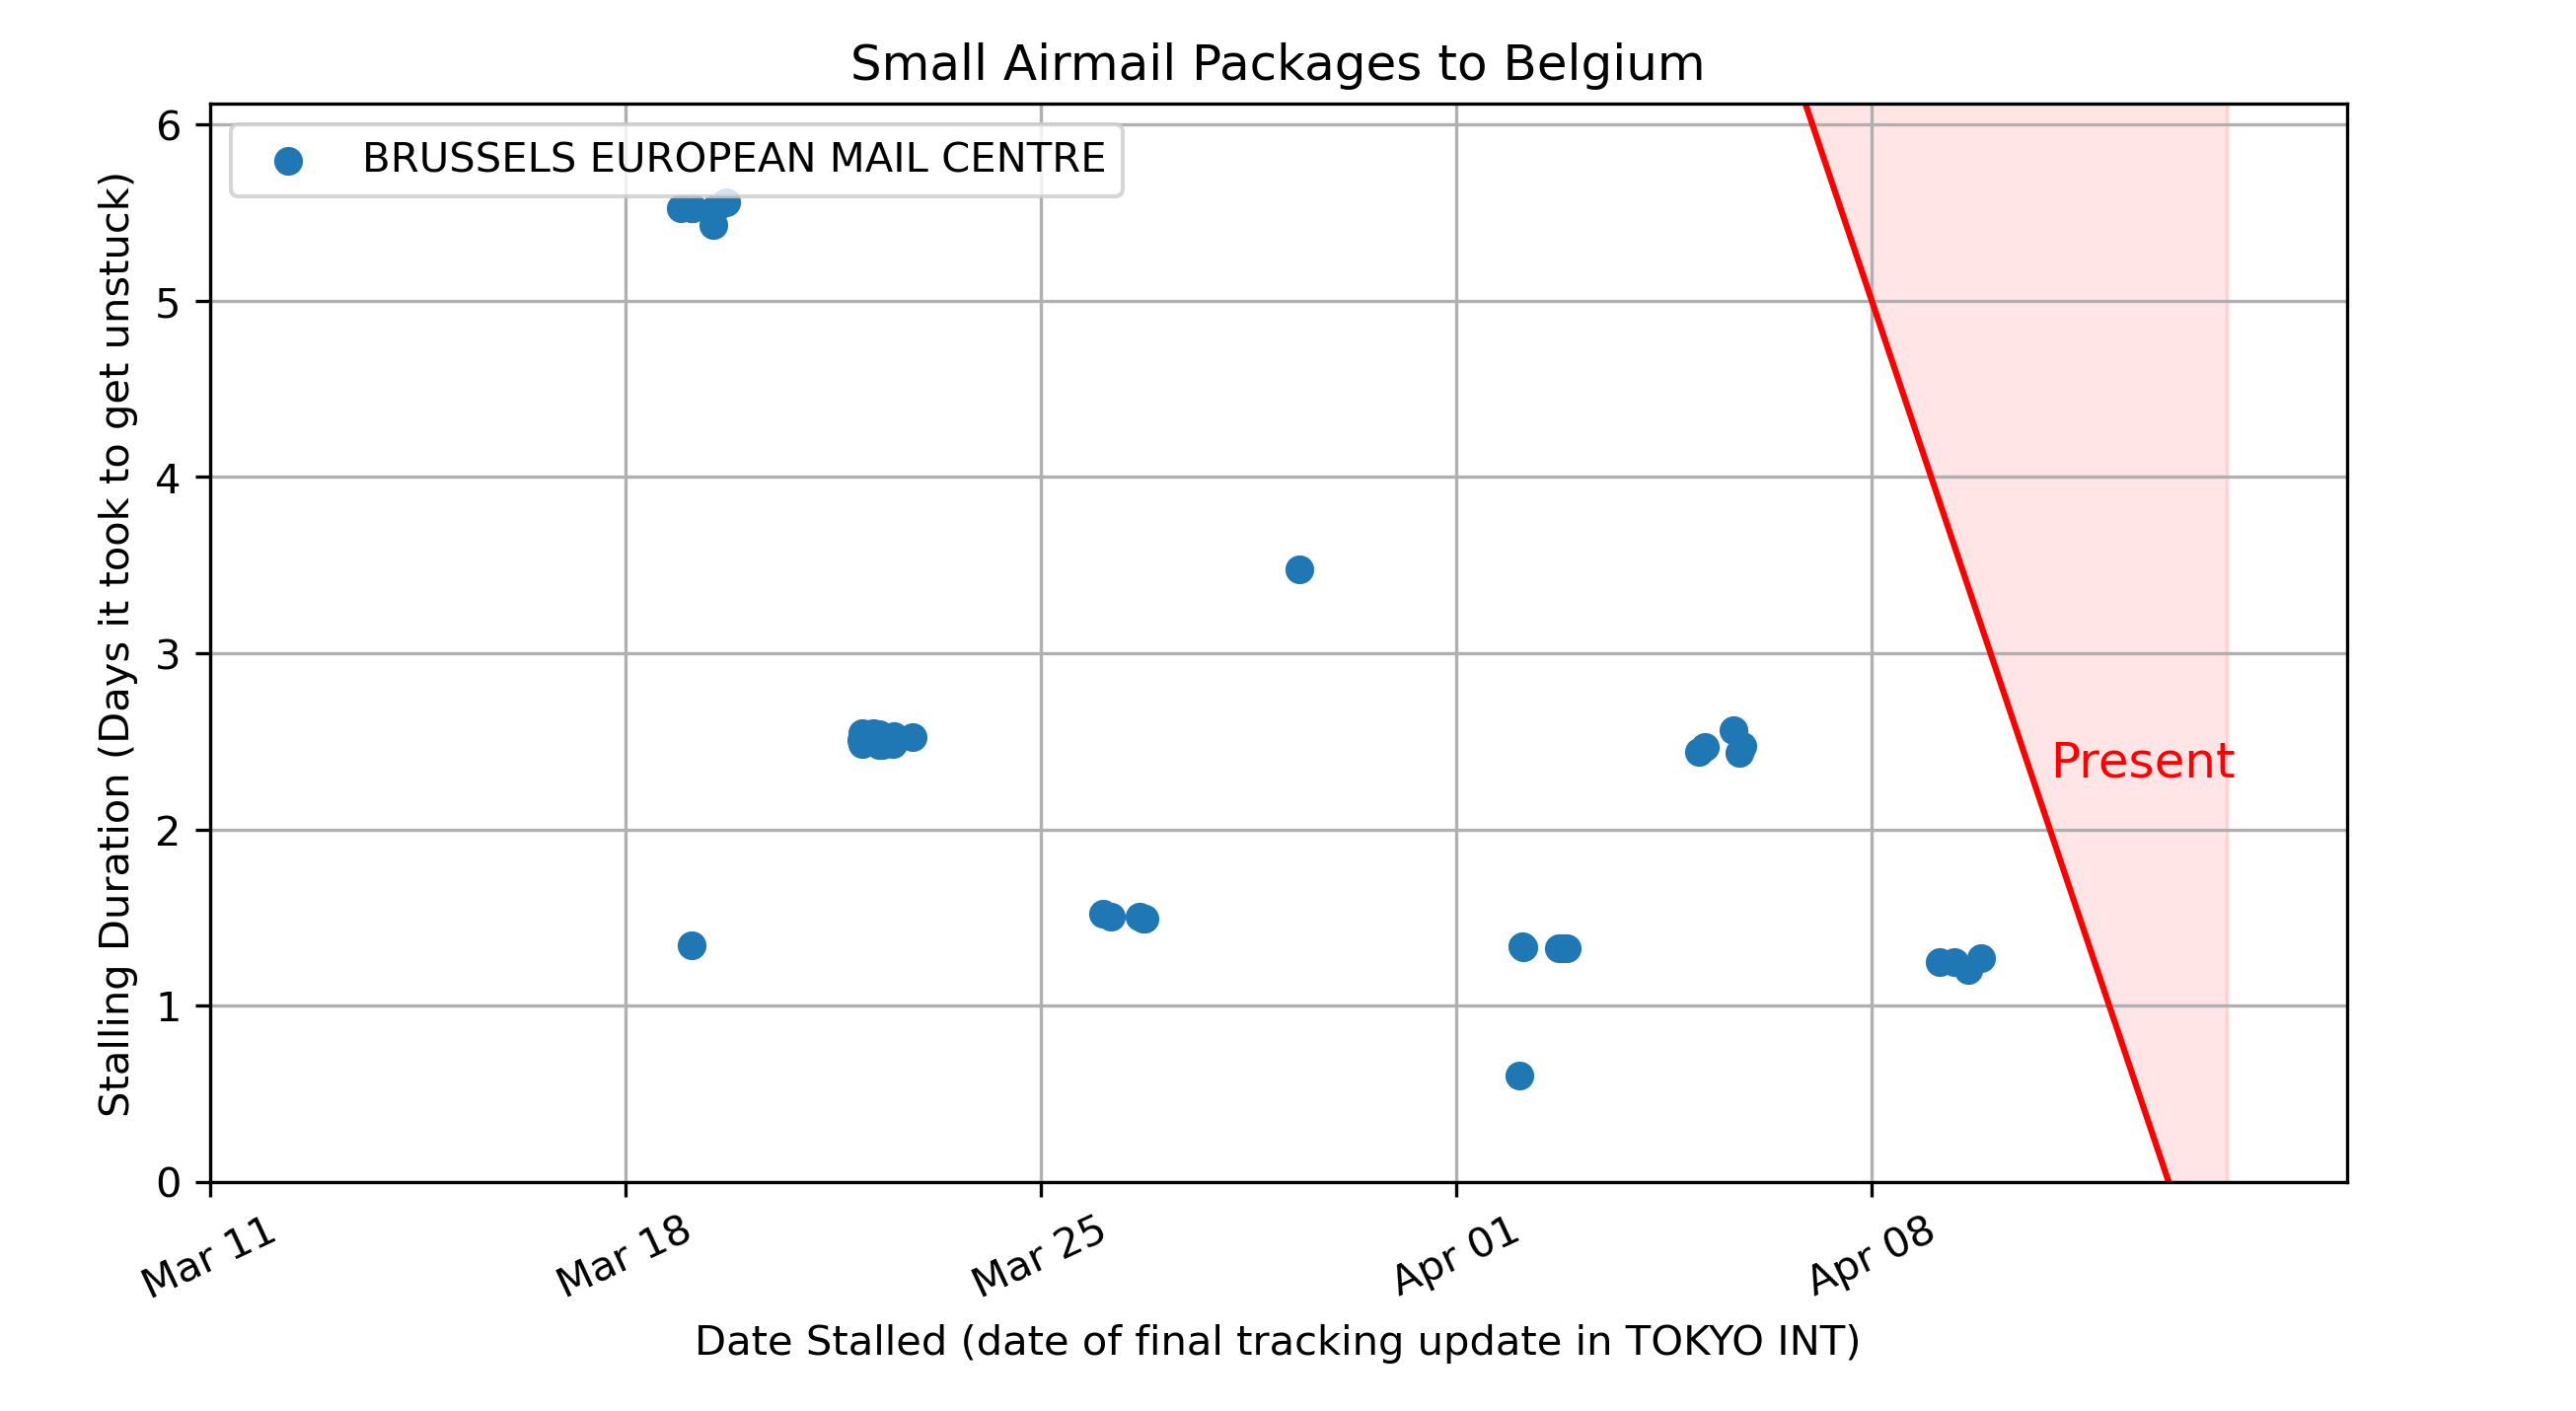 Small Airmail Packages to Belgium
BRUSSELS EUROPEAN MAIL CENTRE
Stalling Duration (Days it took to get unstuck)
6
5
4
3
2
1
0
Present
Mar 11
Mar 18
Mar 25
Apr 01
Apr 08
Date Stalled (date of final tracking update in TOKYO INT)